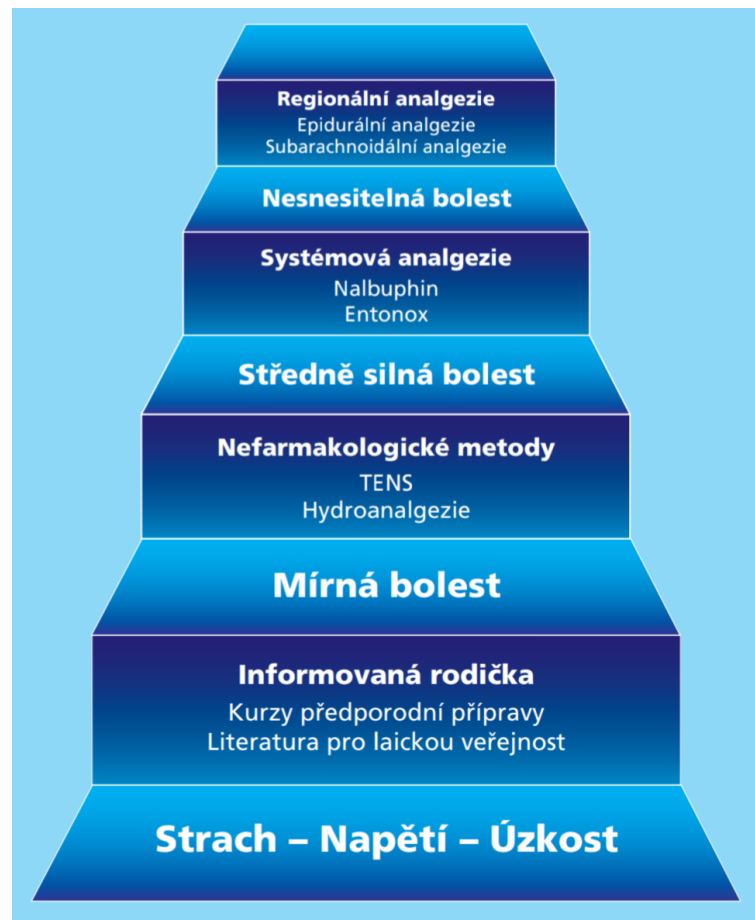 Regionální analgezie
Epidurální analgezie
Subarachnoidální analgezie
Nesnesitelná bolest
Systémová analgezie
Nalbuphin
Entonox
Středně silná bolest
Nefarmakologické metody
TENS
Hydroanalgezie
Mírná bolest
Informovaná rodička
Kurzy předporodní přípravy
Literatura pro laickou veřejnost
Strach – Napětí – Úzkost